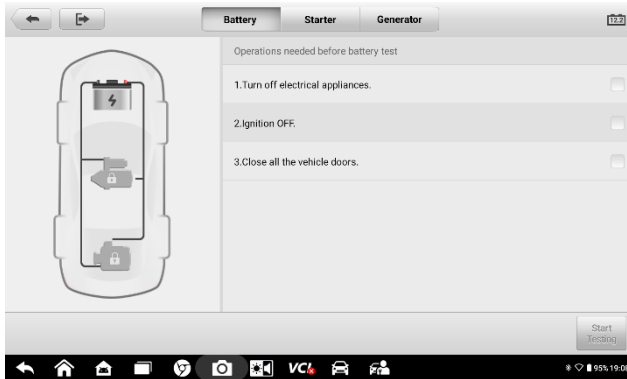 Battery Starter Generator 12.2
Operations needed before battery test
1.Turn off electrical appliances.
2.Ignition OFF.
3.Close all the vehicle doors.
Start
Testing
VCI 95% 19:0